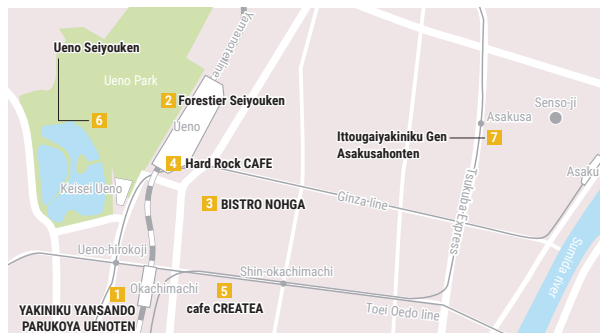 Yamanoteline
Ueno Seiyouken
Ueno Park
2 Forestier Seiyouken
6
Ueno
Asakusa
Senso-ji
Ittougaiyakiniku Gen
Asakusahonten
7
4 Hard Rock CAFE
Asaku
Keisei Ueno
3 BISTRO NOHGA
Ginza-line
Tsukuba-Express
Sumida river
Ueno-hirokoji
Shin-okachimachi
1
Okachimachi
5
YAKINIKU YANSANDO
PARUKOYA UENOTEN
cafe CREATEA
Toei Oedo line